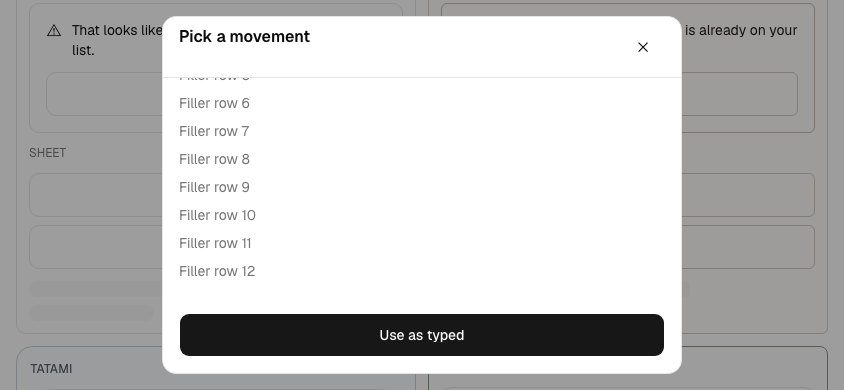 That looks like
list.
is already on your
Pick a movement
Filler row 6
Filler row 7
Filler row 8
Filler row 9
Filler row 10
Filler row 11
Filler row 12
Use as typed
SHEET
TATAMI